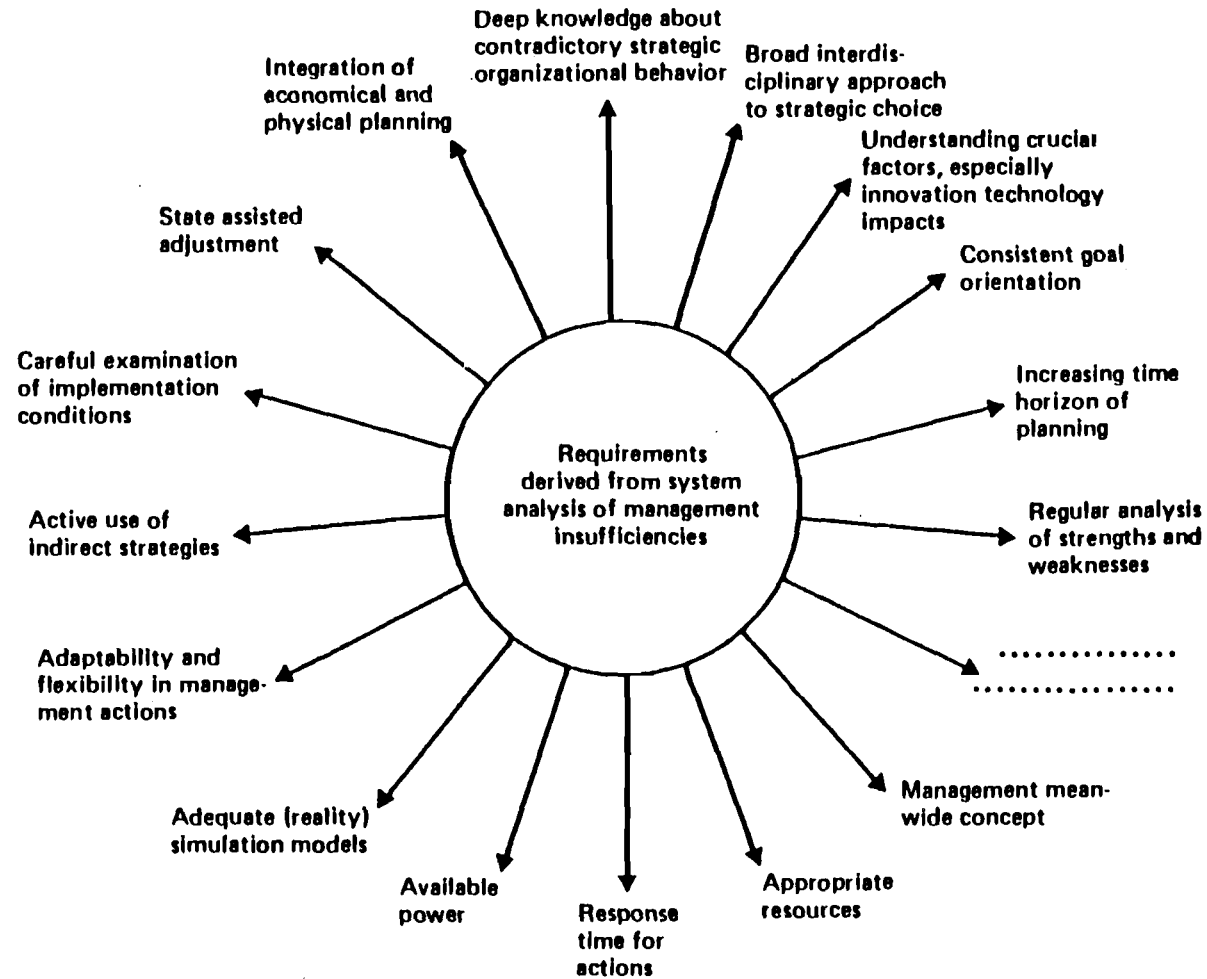 Deep knowledge about
contradictory strategic
organizational behavior
Broad interdis-
ciplinary approach
to strategic choice
Understanding crucial
factors, especially
innovation technology
impacts
Consistent goal
orientation
Increasing time
horizon of
planning
Regular analysis
of strengths and
weaknesses
....................
......................
Management mean-
wide concept
Appropriate
resources
Response
time for
actions
Available
power
Adequate (reality)
simulation models
Adaptability and
flexibility in manage-
ment actions
Active use of
indirect strategies
Careful examination
of implementation
conditions
State assisted
adjustment
Integration of
economical and
physical planning
Requirements
derived from system
analysis of management
insufficiencies